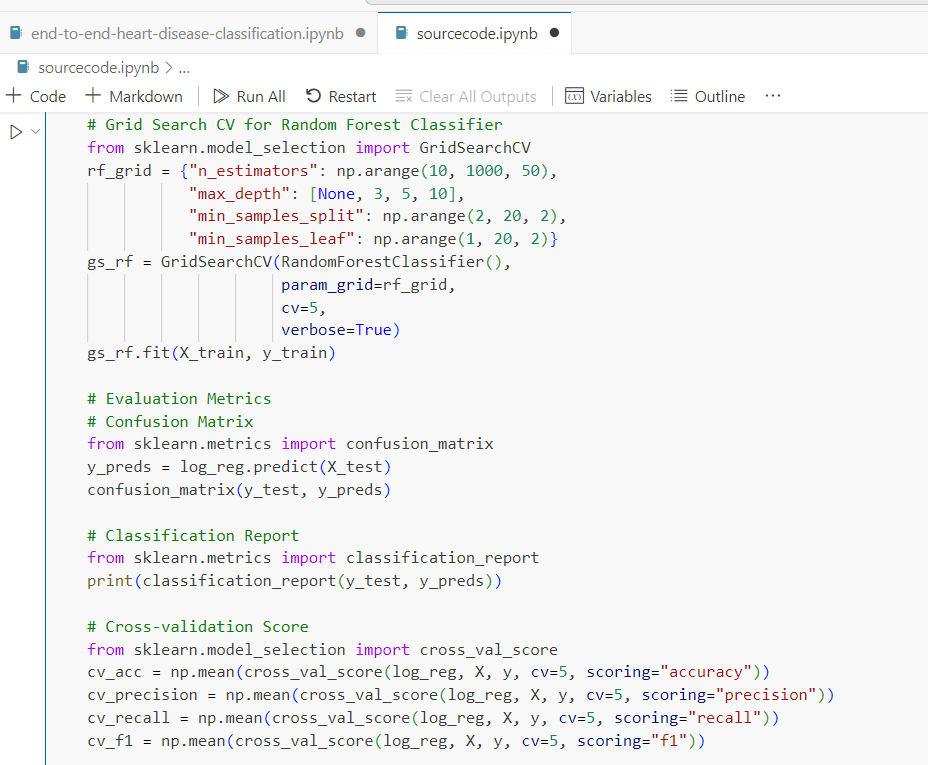 end-to-end-heart-disease-classification.ipynb ● sourcecode.ipynb ●
sourcecode.ipynb > ...
+ Code + Markdown | Run All Restart Clear All Outputs | Variables Outline ...
# Grid Search CV for Random Forest Classifier
from sklearn.model_selection import GridSearchCV
rf_grid = {"n_estimators": np.arange(10, 1000, 50),
           "max_depth": [None, 3, 5, 10],
           "min_samples_split": np.arange(2, 20, 2),
           "min_samples_leaf": np.arange(1, 20, 2)}
gs_rf = GridSearchCV(RandomForestClassifier(),
                     param_grid=rf_grid,
                     cv=5,
                     verbose=True)
gs_rf.fit(X_train, y_train)

# Evaluation Metrics
# Confusion Matrix
from sklearn.metrics import confusion_matrix
y_preds = log_reg.predict(X_test)
confusion_matrix(y_test, y_preds)

# Classification Report
from sklearn.metrics import classification_report
print(classification_report(y_test, y_preds))

# Cross-validation Score
from sklearn.model_selection import cross_val_score
cv_acc = np.mean(cross_val_score(log_reg, X, y, cv=5, scoring="accuracy"))
cv_precision = np.mean(cross_val_score(log_reg, X, y, cv=5, scoring="precision"))
cv_recall = np.mean(cross_val_score(log_reg, X, y, cv=5, scoring="recall"))
cv_f1 = np.mean(cross_val_score(log_reg, X, y, cv=5, scoring="f1"))